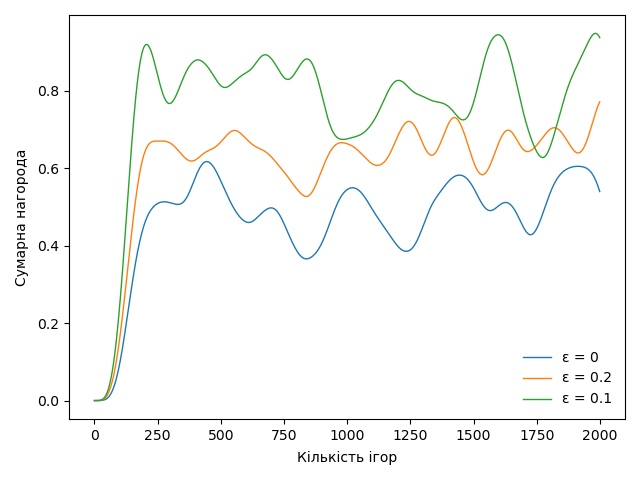 Сумарна нагорода
0.8
0.6
0.4
0.2
0.0
ε = 0
ε = 0.2
ε = 0.1
0 250 500 750 1000 1250 1500 1750 2000
Кількість ігор